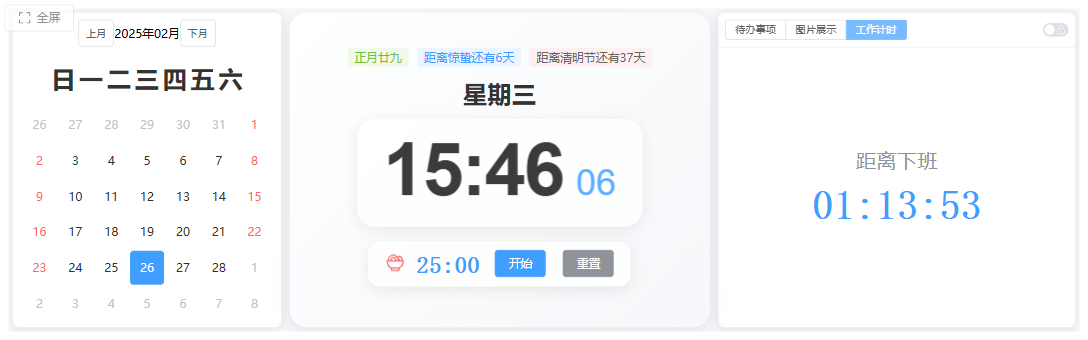 全屏
上月 2025年02月 下月
日 一 二 三 四 五 六
26 27 28 29 30 31 1
2 3 4 5 6 7 8
9 10 11 12 13 14 15
16 17 18 19 20 21 22
23 24 25 26 27 28 1
2 3 4 5 6 7 8
正月廿九 距离惊蛰还有6天 距离清明节还有37天
星期三
15:46 06
25:00 开始 重置
待办事项 图片展示 工作计时
距离下班
01:13:53